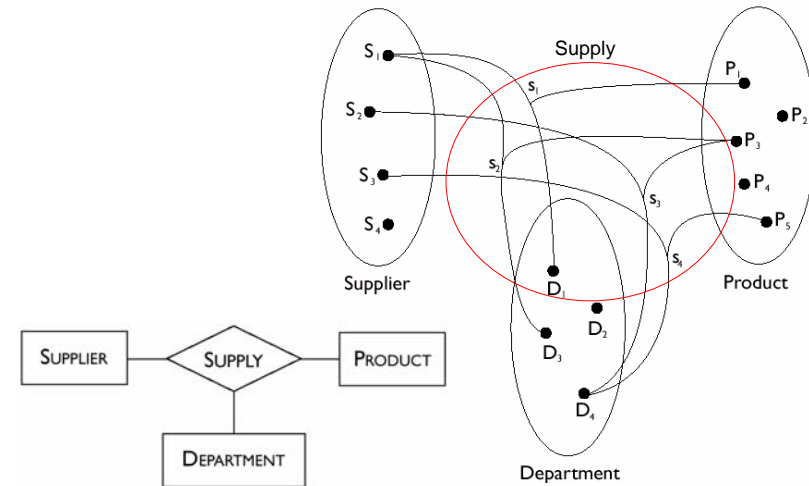 Supply
S1
S2
S3
S4
Supplier
s1
s2
s3
s4
P1
P2
P3
P4
P5
Product
D1
D2
D3
D4
Department
SUPPLIER
SUPPLY
PRODUCT
DEPARTMENT